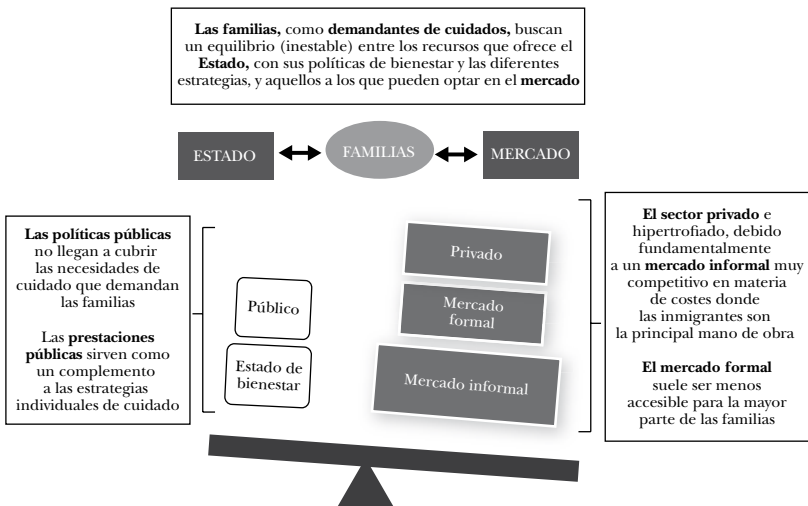 Las familias, como demandantes de cuidados, buscan
un equilibrio (inestable) entre los recursos que ofrece el
Estado, con sus políticas de bienestar y las diferentes
estrategias, y aquellos a los que pueden optar en el mercado
ESTADO
FAMILIAS
MERCADO
Las políticas públicas
no llegan a cubrir
las necesidades de
cuidado que demandan
las familias
Las prestaciones
públicas sirven como
un complemento
a las estrategias
individuales de cuidado
Público
Estado de
bienestar
Privado
Mercado
formal
Mercado informal
El sector privado e
hipertrofiado, debido
fundamentalmente
a un mercado informal muy
competitivo en materia
de costes donde
las inmigrantes son
la principal mano de obra
El mercado formal
suele ser menos
accesible para la mayor
parte de las familias